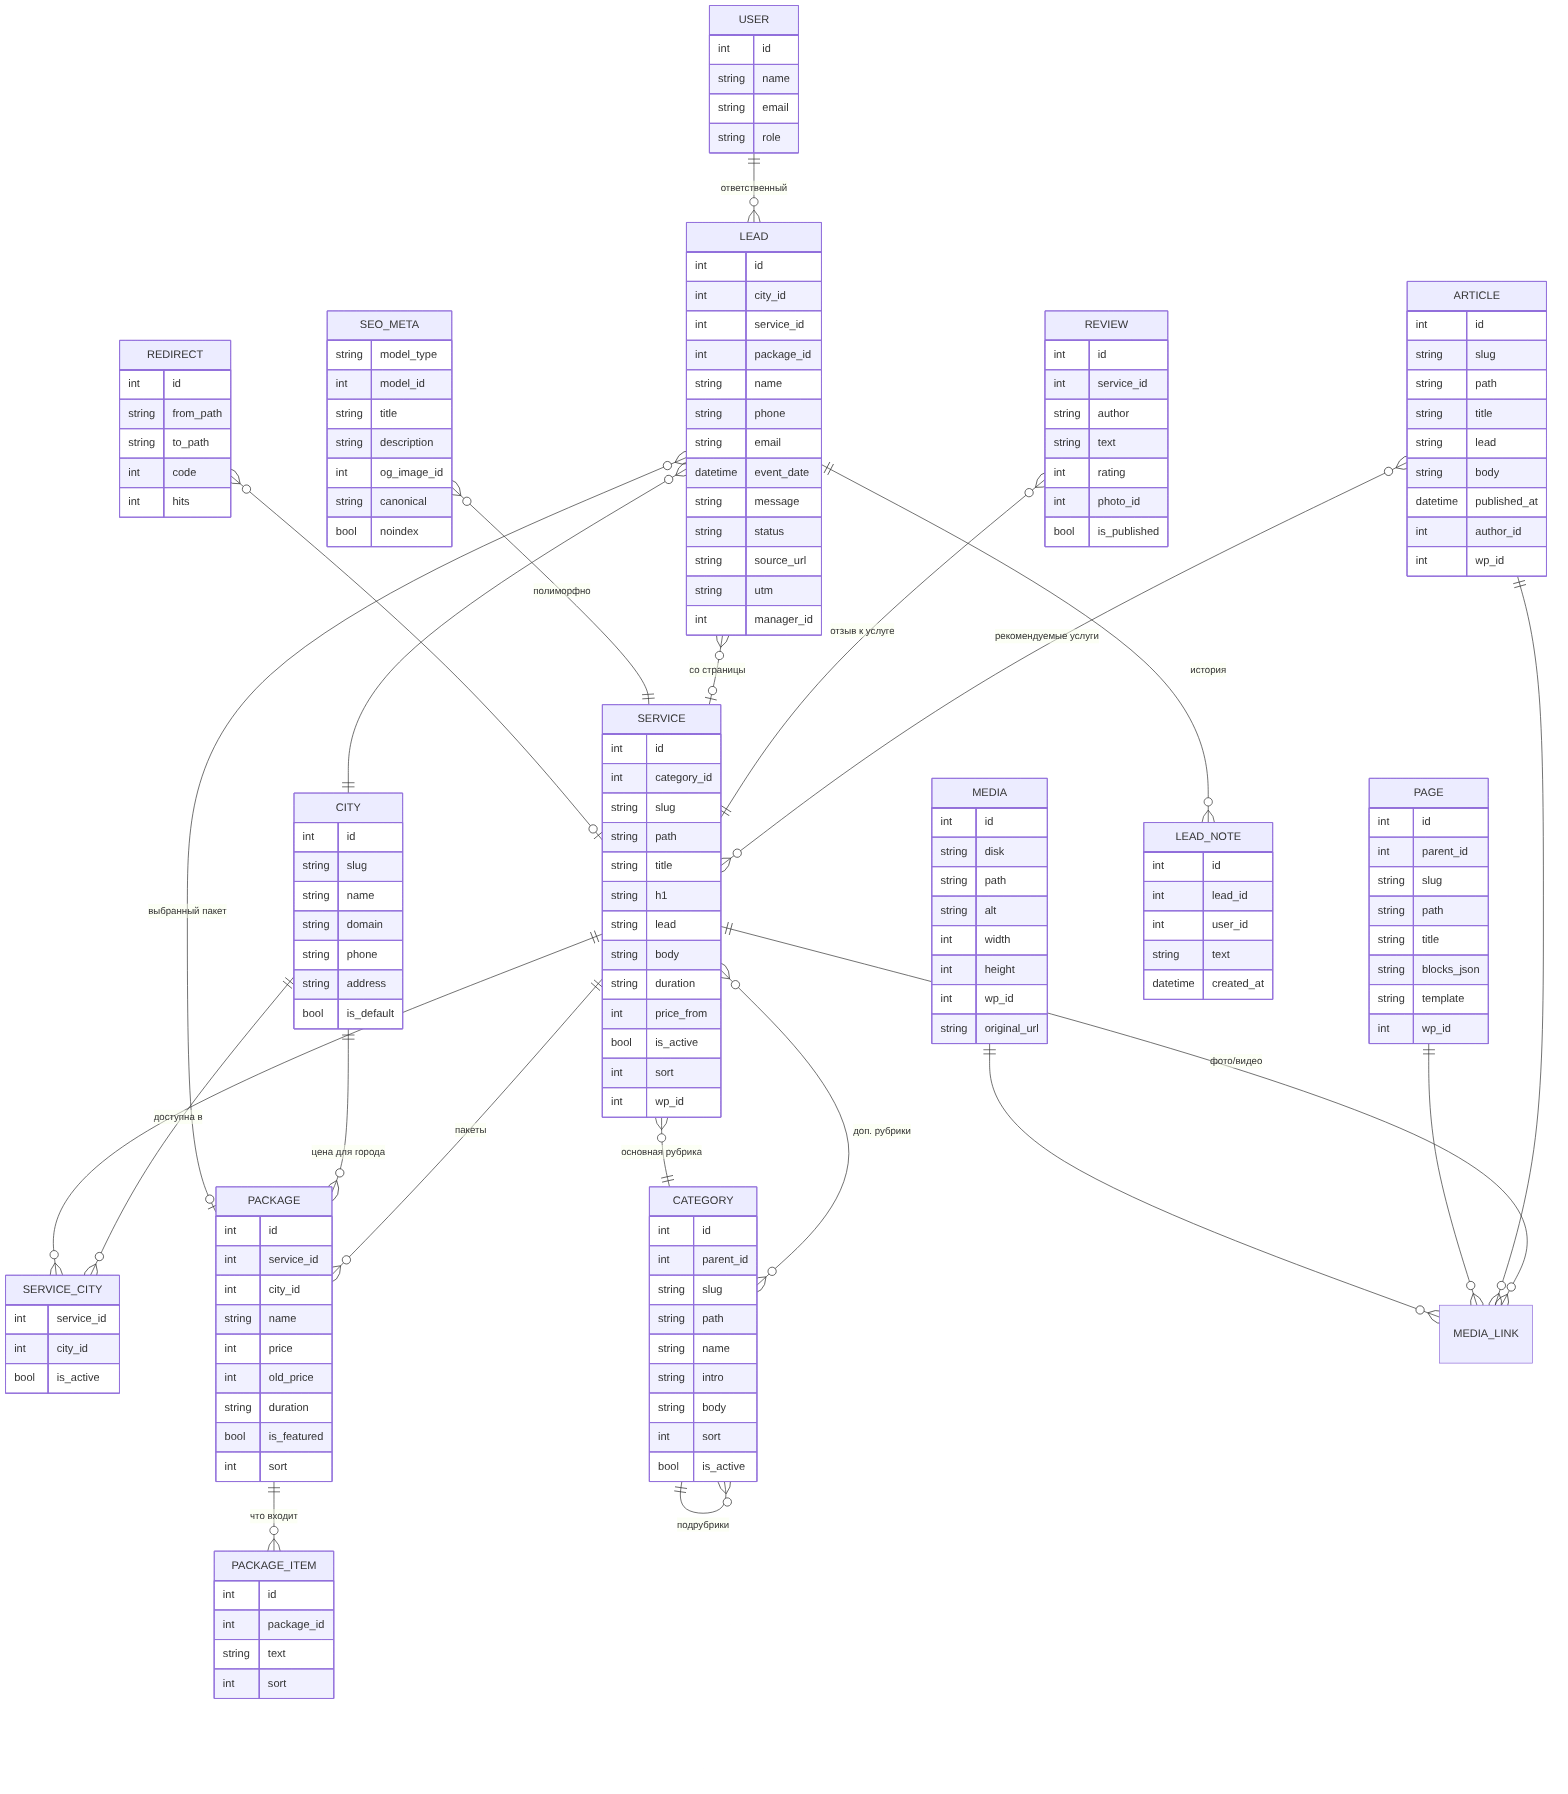 USER
int id
string name
string email
string role
ответственный
LEAD
int id
int city_id
int service_id
int package_id
string name
string phone
string email
datetime event_date
string message
string status
string source_url
string utm
int manager_id
SEO_META
string model_type
int model_id
string title
string description
int og_image_id
string canonical
bool noindex
REDIRECT
int id
string from_path
string to_path
int code
int hits
REVIEW
int id
int service_id
string author
string text
int rating
int photo_id
bool is_published
ARTICLE
int id
string slug
string path
string title
string lead
string body
datetime published_at
int author_id
int wp_id
полиморфно
отзыв к услуге
рекомендуемые услуги
со страницы
история
SERVICE
int id
int category_id
string slug
string path
string title
string h1
string lead
string body
string duration
int price_from
bool is_active
int sort
int wp_id
CITY
int id
string slug
string name
string domain
string phone
string address
bool is_default
MEDIA
int id
string disk
string path
string alt
int width
int height
int wp_id
string original_url
LEAD_NOTE
int id
int lead_id
int user_id
string text
datetime created_at
PAGE
int id
int parent_id
string slug
string path
string title
string blocks_json
string template
int wp_id
выбранный пакет
фото/видео
доступна в
пакеты
доп. рубрики
цена для города
основная рубрика
PACKAGE
int id
int service_id
int city_id
string name
int price
int old_price
string duration
bool is_featured
int sort
CATEGORY
int id
int parent_id
string slug
string path
string name
string intro
string body
int sort
bool is_active
SERVICE_CITY
int service_id
int city_id
bool is_active
MEDIA_LINK
что входит
подрубрики
PACKAGE_ITEM
int id
int package_id
string text
int sort